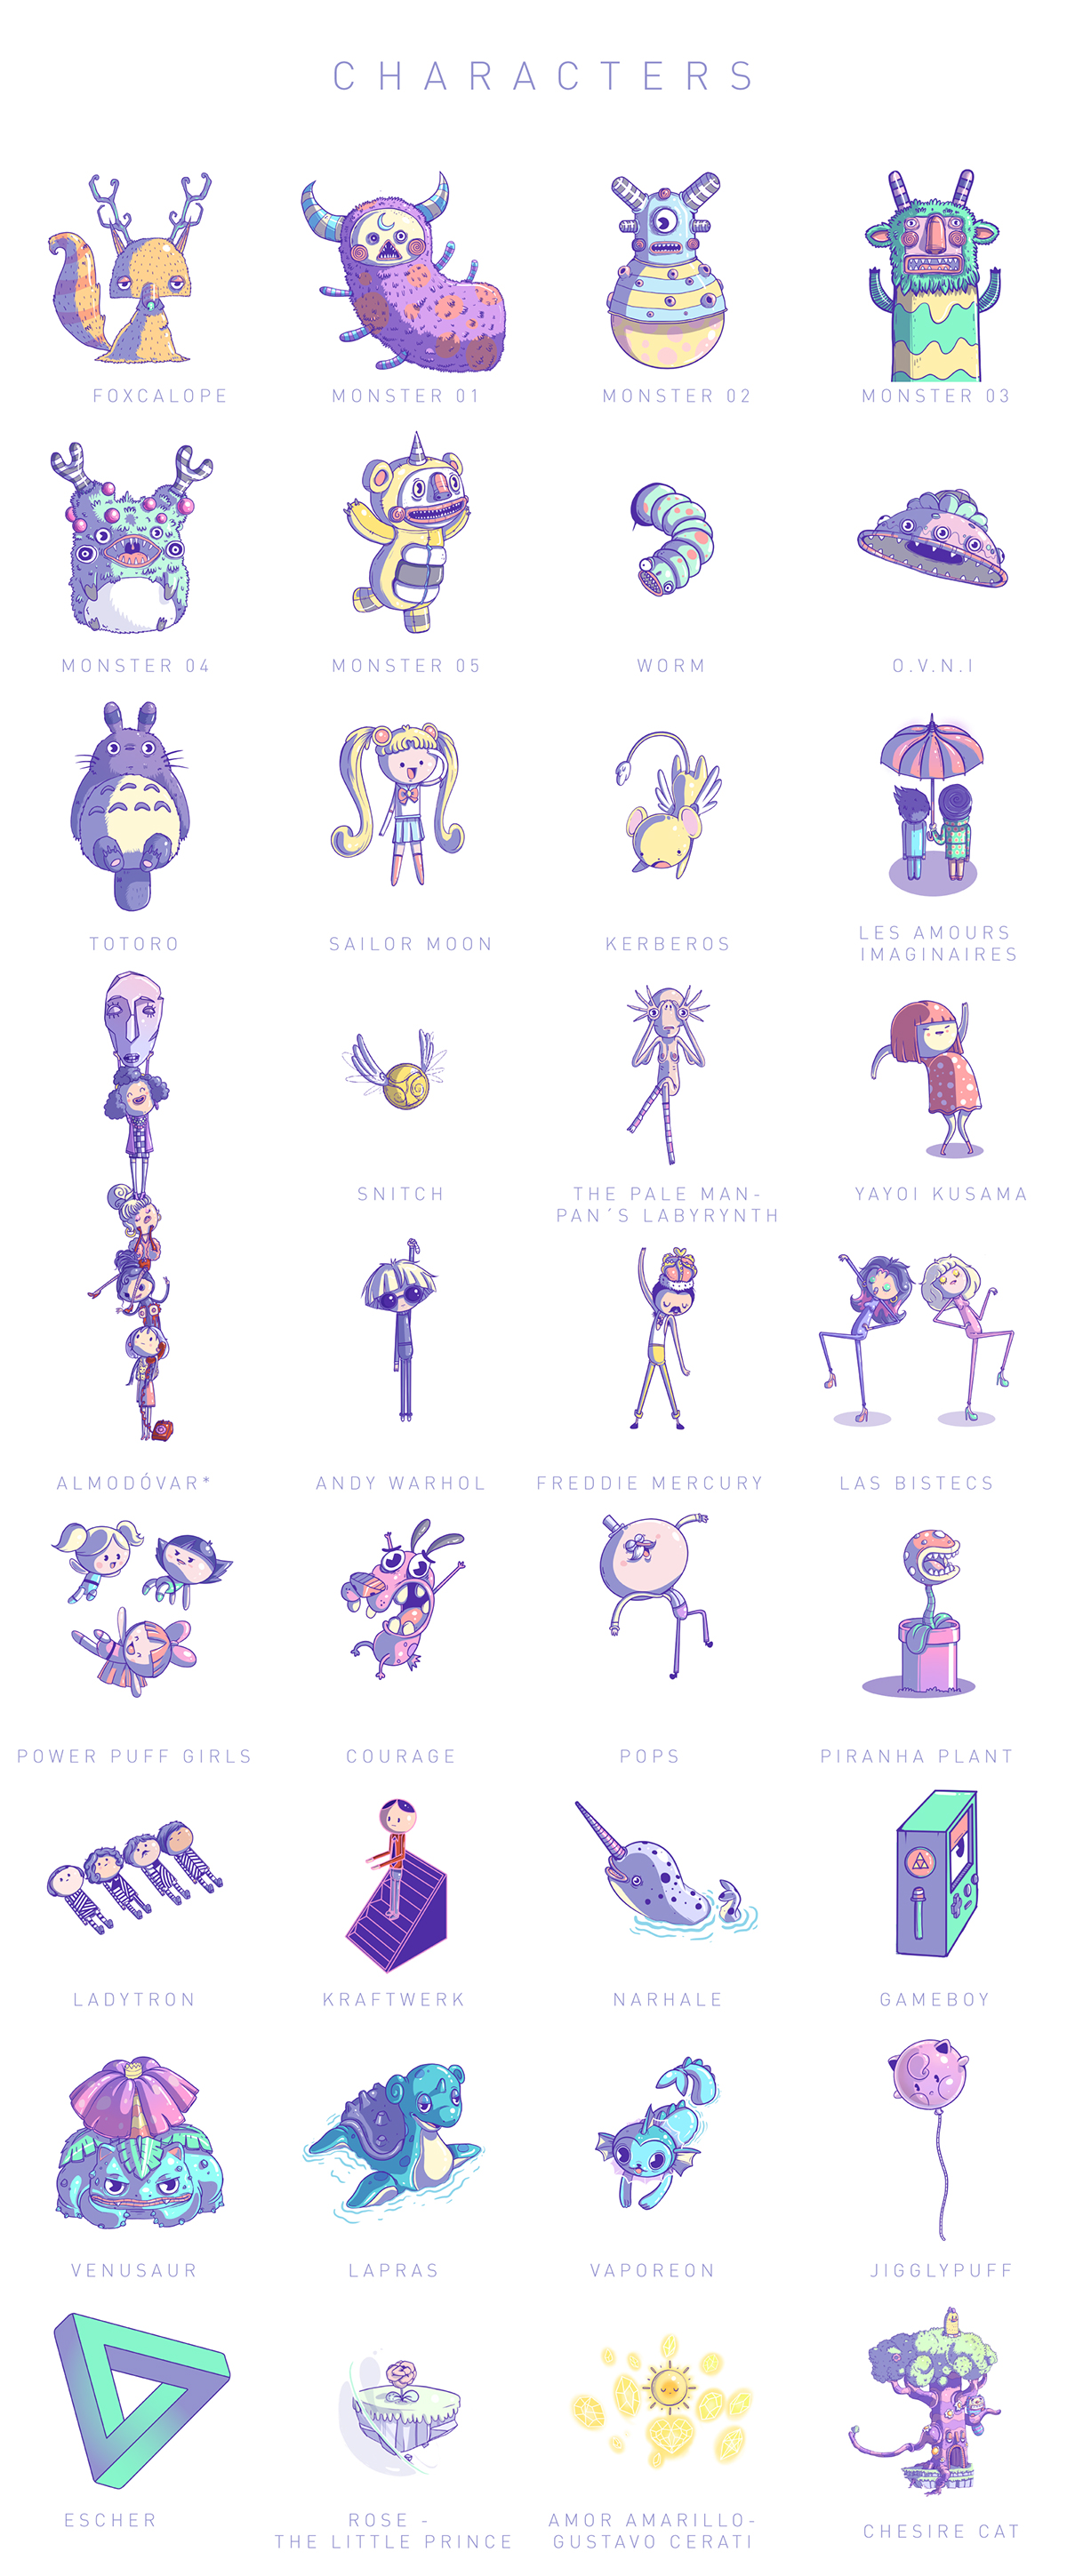 CHARACTERS
FOXCALOPE
MONSTER 01
MONSTER 02
MONSTER 03
MONSTER 04
MONSTER 05
WORM
O.V.N.I
TOTORO
SAILOR MOON
KERBEROS
LES AMOURS
IMAGINAIRES
SNITCH
THE PALE MAN-
PAN´S LABYRYNTH
YAYOI KUSAMA
ALMODÓVAR*
ANDY WARHOL
FREDDIE MERCURY
LAS BISTECS
POWER PUFF GIRLS
COURAGE
POPS
PIRANHA PLANT
LADYTRON
KRAFTWERK
NARHALE
GAMEBOY
VENUSAUR
LAPRAS
VAPOREON
JIGGLYPUFF
ESCHER
ROSE -
THE LITTLE PRINCE
AMOR AMARILLO-
GUSTAVO CERATI
CHESIRE CAT